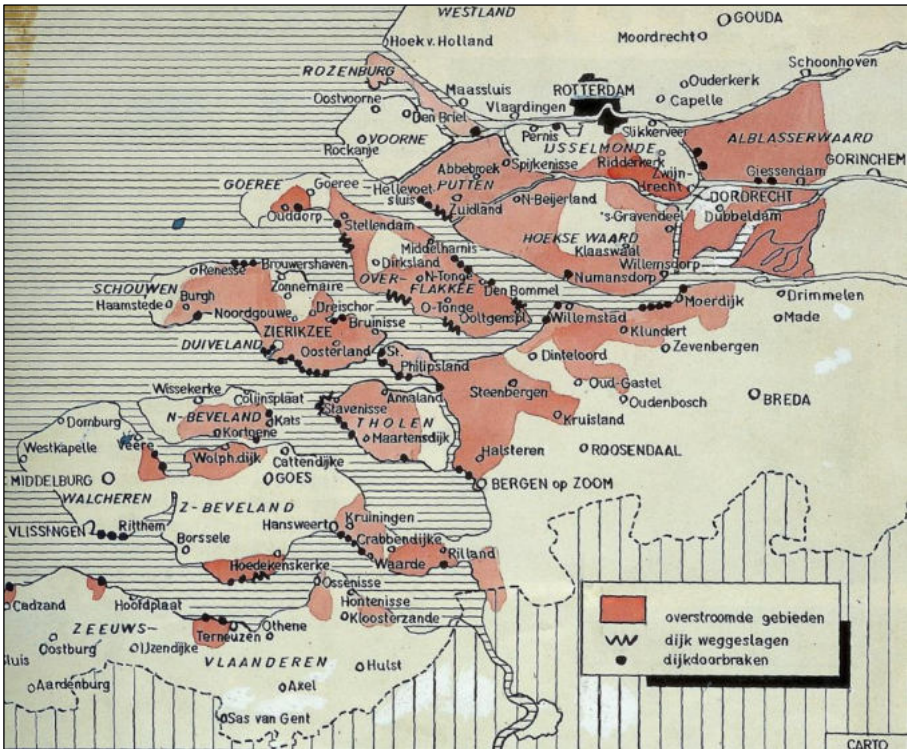 WESTLAND
GOUDA
Moordrecht
Hoek v. Holland
Schoonhoven
ROZENBURG
Maassluis
ROTTERDAM
Ouderkerk
Oostvoorne
Vlaardingen
Capelle
Den Briel
Pernis
Slikkerveer
ALBLASSERWAARD
VOORNE
IJSSELMONDE
Rockanje
Abbebroek
Spijkenisse
Ridderkerk
GORINCHEM
PUTTEN
Zwijn-
drecht
Giessendam
GOEREE
Goeree
Hellevoet
sluis
Zuidland
N-Beijerland
DORDRECHT
Ouddorp
's-Gravendeel
Dubbeldam
Stellendam
HOEKSE WAARD
Middelharnis
Klaaswaal
Dirksland
Willemsdorp
Renesse
Brouwershaven
OVER-
FLAKKEE
N-Tonge
Numansdorp
SCHOUWEN
Zonnemaire
Den Bommel
Moerdijk
Drimmelen
Haamstede
Burgh
Dreischor
O-Tonge
Ooltgenspl.
Willemstad
Made
Noordgouwe
Klundert
ZIERIKZEE
Bruinisse
Zevenbergen
DUIVELAND
Oosterland
St.
Philipsland
Dinteloord
Oud-Gastel
Wissekerke
Colijnsplaat
Annaland
Steenbergen
Oudenbosch
BREDA
Stavenisse
Domburg
N-BEVELAND
Kats
THOLEN
Kruisland
Kortgene
Maartensdijk
Westkapelle
Veere
Wolph.dijk
Cattendijke
Halsteren
ROOSENDAAL
MIDDELBURG
GOES
BERGEN op ZOOM
WALCHEREN
Z-BEVELAND
VLISSINGEN
Ritthem
Hansweert
Kruiningen
Borssele
Crabbendijke
Rilland
Hoedekenskerke
Waarde
Ossenisse
Cadzand
Hoofdplaat
Hontenisse
Kloosterzande
ZEEUWS-
Othene
Terneuzen
Oostburg
IJzendijke
VLAANDEREN
Sluis
Hulst
Aardenburg
Axel
Sas van Gent
overstroomde gebieden
dijk weggeslagen
dijkdoorbraken
CARTO